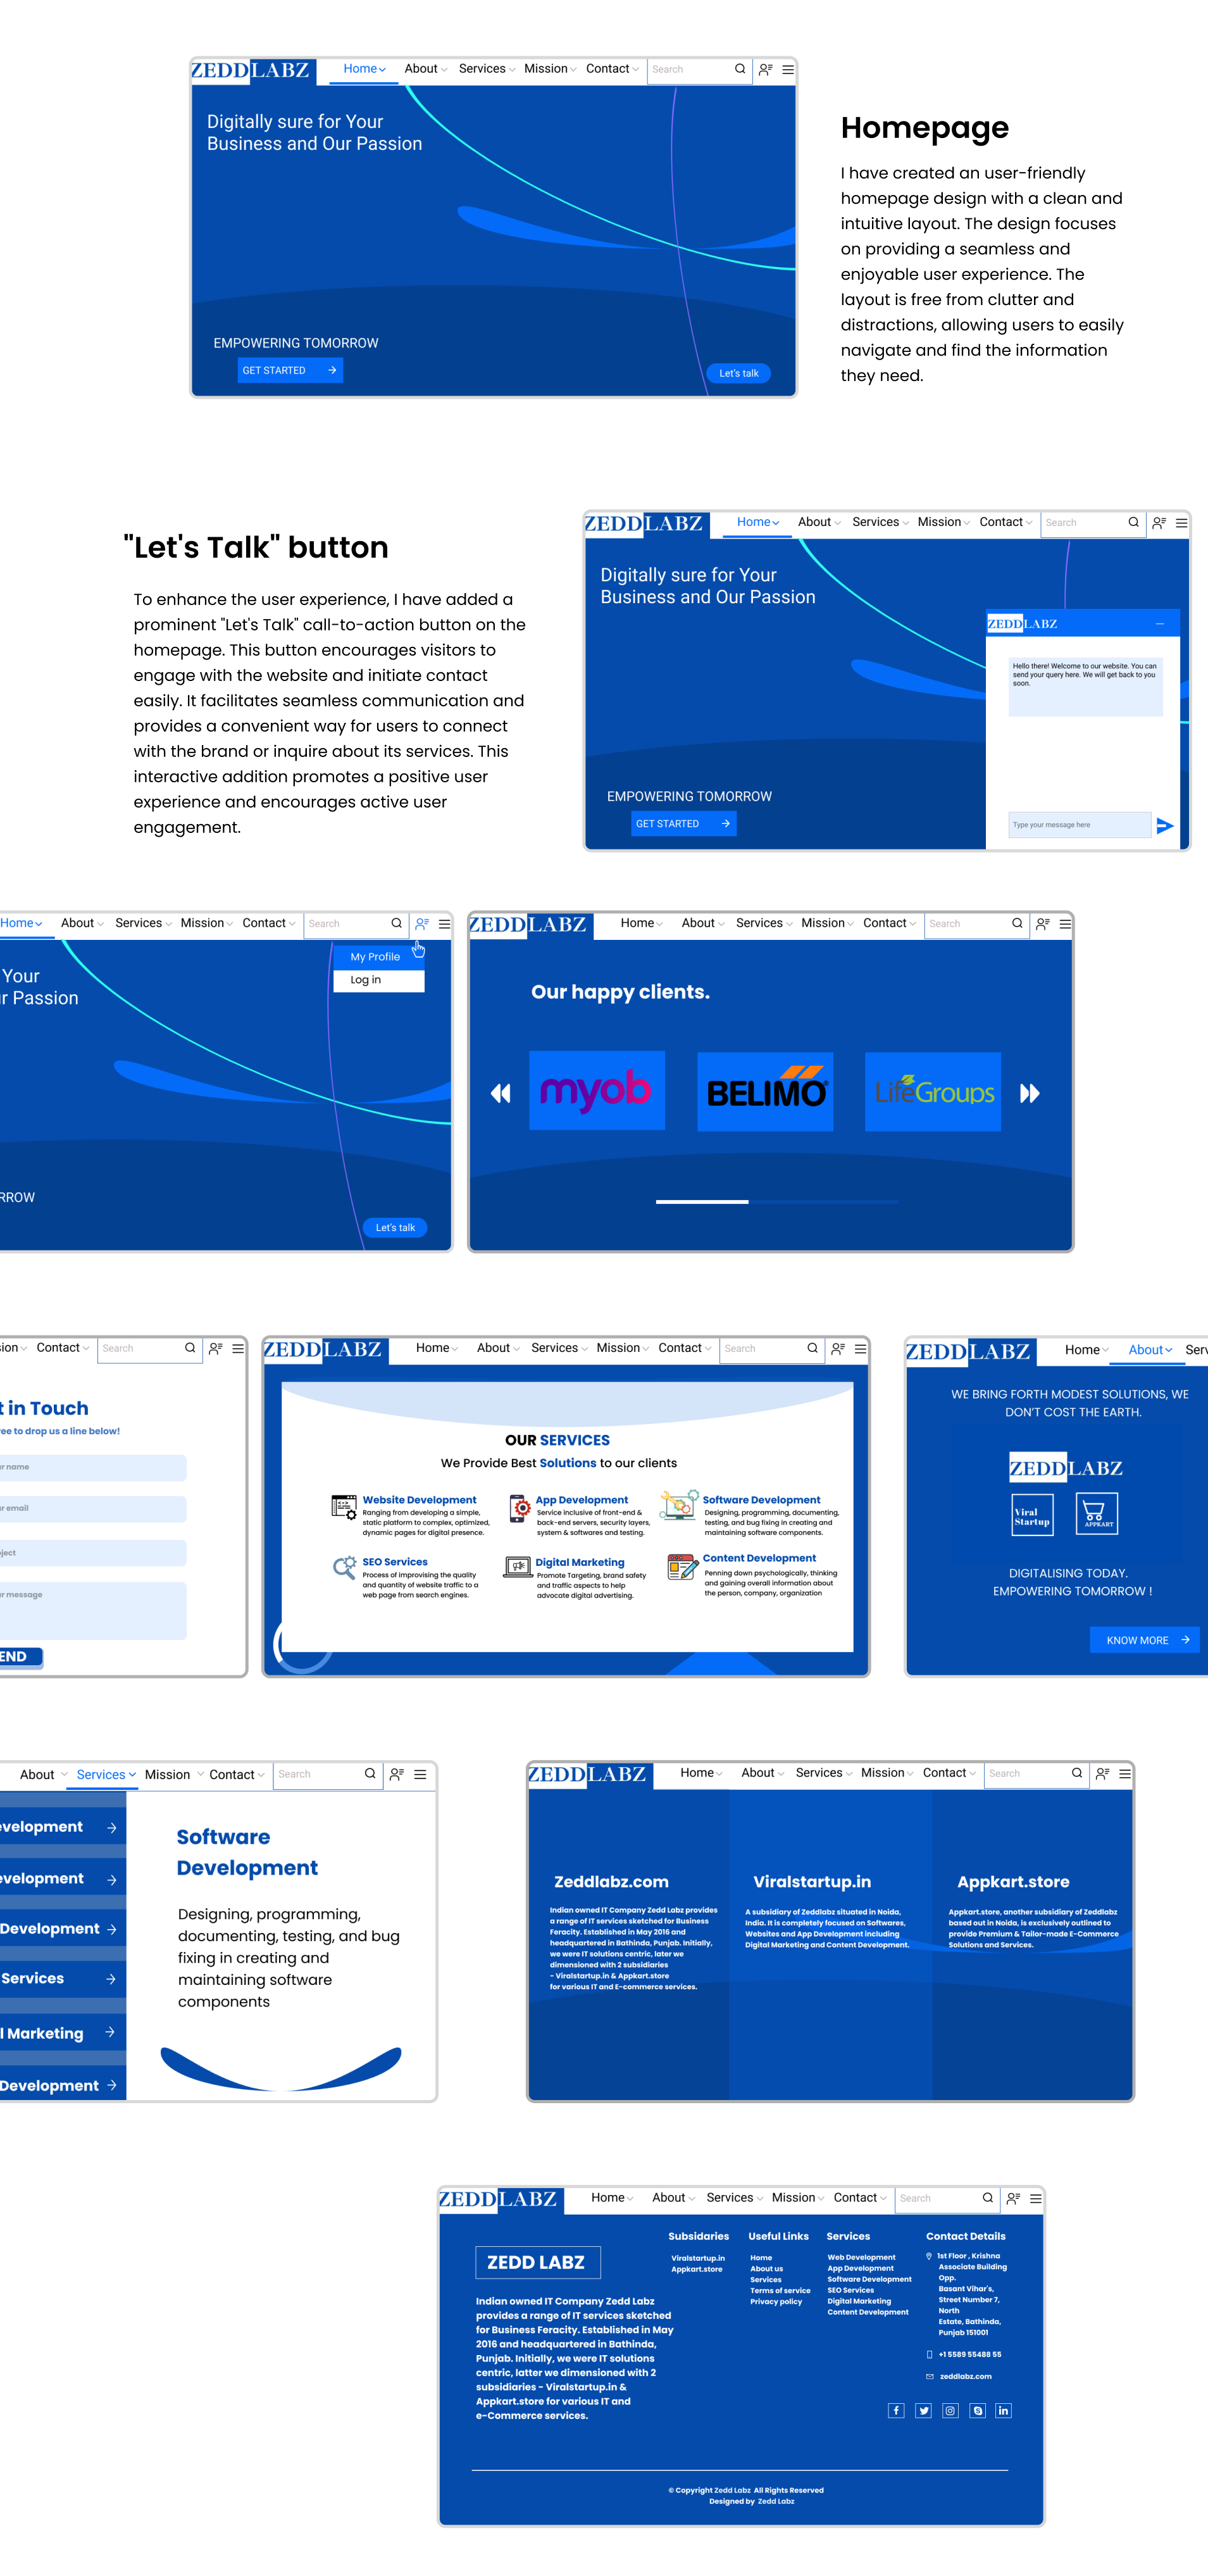 ZEDDLABZ
Home About Services Mission Contact Search
Digitally sure for Your
Business and Our Passion
EMPOWERING TOMORROW
GET STARTED
Let's talk
Homepage
I have created an user-friendly
homepage design with a clean and
intuitive layout. The design focuses
on providing a seamless and
enjoyable user experience. The
layout is free from clutter and
distractions, allowing users to easily
navigate and find the information
they need.
"Let's Talk" button
To enhance the user experience, I have added a
prominent "Let's Talk" call-to-action button on the
homepage. This button encourages visitors to
engage with the website and initiate contact
easily. It facilitates seamless communication and
provides a convenient way for users to connect
with the brand or inquire about its services. This
interactive addition promotes a positive user
experience and encourages active user
engagement.
ZEDDLABZ
Home About Services Mission Contact Search
Digitally sure for Your
Business and Our Passion
EMPOWERING TOMORROW
GET STARTED
ZEDDLABZ
Hello there! Welcome to our website. You can
send your query here. We will get back to you
soon.
Type your message here
Home About Services Mission Contact Search
My Profile
Log in
Your
r Passion
RROW
Let's talk
ZEDDLABZ
Home About Services Mission Contact Search
Our happy clients.
myob
BELIMO
LifeGroups
ion Contact Search
t in Touch
ree to drop us a line below!
r name
r email
ject
r message
END
ZEDDLABZ
Home About Services Mission Contact Search
OUR SERVICES
We Provide Best Solutions to our clients
Website Development
Ranging from developing a simple,
static platform to complex, optimized,
dynamic pages for digital presence.
App Development
Service inclusive of front-end &
back-end servers, security layers,
system & softwares and testing.
Software Development
Designing, programming, documenting,
testing, and bug fixing in creating and
maintaining software components.
SEO Services
Process of improvising the quality
and quantity of website traffic to a
web page from search engines.
Digital Marketing
Promote Targeting, brand safety
and traffic aspects to help
advocate digital advertising.
Content Development
Penning down psychologically, thinking
and gaining overall information about
the person, company, organization
ZEDDLABZ
Home About Serv
WE BRING FORTH MODEST SOLUTIONS, WE
DON'T COST THE EARTH.
ZEDDLABZ
Viral
Startup
APPKART
DIGITALISING TODAY.
EMPOWERING TOMORROW !
KNOW MORE
About Services Mission Contact Search
evelopment
evelopment
Development
Services
l Marketing
Development
Software
Development
Designing, programming,
documenting, testing, and bug
fixing in creating and
maintaining software
components
ZEDDLABZ
Home About Services Mission Contact Search
Zeddlabz.com
Indian owned IT Company Zedd Labz provides
a range of IT services sketched for Business
Feracity. Established in May 2016 and
headquartered in Bathinda, Punjab. Initially,
we were IT solutions centric, later we
dimensioned with 2 subsidiaries
- Viralstartup.in & Appkart.store
for various IT and E-commerce services.
Viralstartup.in
A subsidiary of Zeddlabz situated in Noida,
India. It is completely focused on Softwares,
Websites and App Development including
Digital Marketing and Content Development.
Appkart.store
Appkart.store, another subsidiary of Zeddlabz
based out in Noida, is exclusively outlined to
provide Premium & Tailor-made E-Commerce
Solutions and Services.
ZEDDLABZ
Home About Services Mission Contact Search
ZEDD LABZ
Indian owned IT Company Zedd Labz
provides a range of IT services sketched
for Business Feracity. Established in May
2016 and headquartered in Bathinda,
Punjab. Initially, we were IT solutions
centric, latter we dimensioned with 2
subsidiaries - Viralstartup.in &
Appkart.store for various IT and
e-Commerce services.
Subsidaries
Viralstartup.in
Appkart.store
Useful Links
Home
About us
Services
Terms of service
Privacy policy
Services
Web Development
App Development
Software Development
SEO Services
Digital Marketing
Content Development
Contact Details
1st Floor , Krishna
Associate Building
Opp.
Basant Vihar's,
Street Number 7,
North
Estate, Bathinda,
Punjab 151001
+1 5589 55488 55
zeddlabz.com
© Copyright Zedd Labz All Rights Reserved
Designed by Zedd Labz